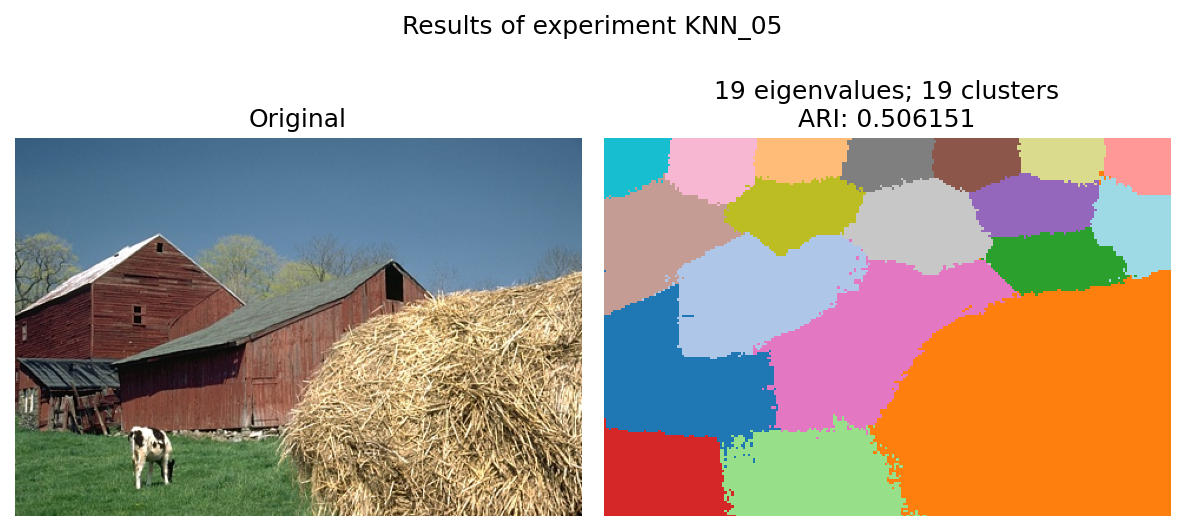 Results of experiment KNN_05
Original
19 eigenvalues; 19 clusters
ARI: 0.506151